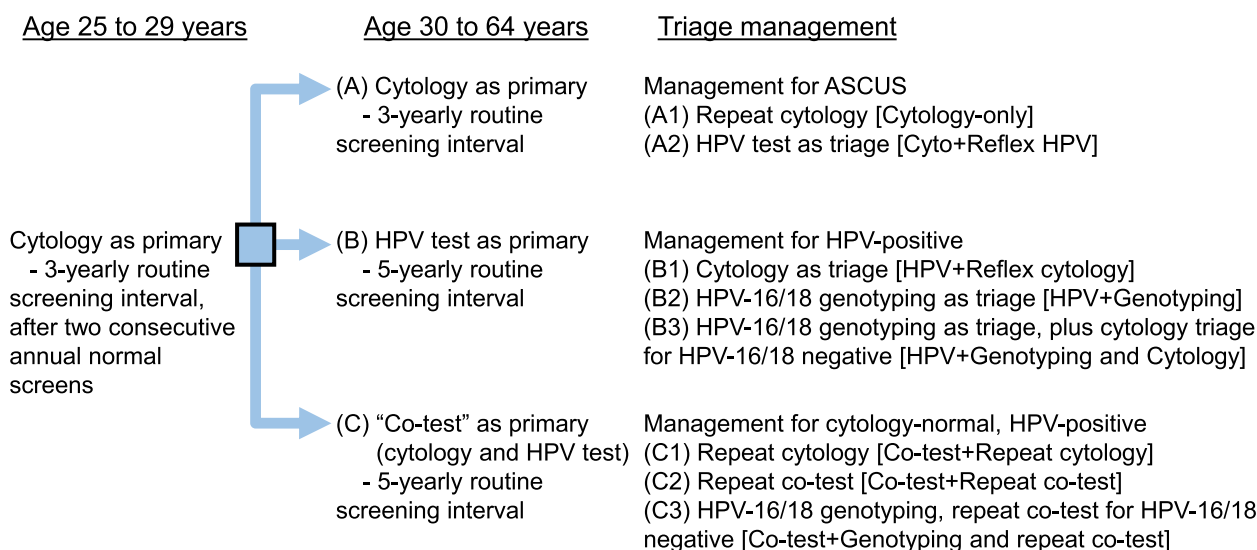 Age 25 to 29 years
Age 30 to 64 years
Triage management
Cytology as primary
- 3-yearly routine
screening interval,
after two consecutive
annual normal
screens
(A) Cytology as primary
- 3-yearly routine
screening interval
Management for ASCUS
(A1) Repeat cytology [Cytology-only]
(A2) HPV test as triage [Cyto+Reflex HPV]
(B) HPV test as primary
- 5-yearly routine
screening interval
Management for HPV-positive
(B1) Cytology as triage [HPV+Reflex cytology]
(B2) HPV-16/18 genotyping as triage [HPV+Genotyping]
(B3) HPV-16/18 genotyping as triage, plus cytology triage
for HPV-16/18 negative [HPV+Genotyping and Cytology]
(C) “Co-test” as primary
(cytology and HPV test)
- 5-yearly routine
screening interval
Management for cytology-normal, HPV-positive
(C1) Repeat cytology [Co-test+Repeat cytology]
(C2) Repeat co-test [Co-test+Repeat co-test]
(C3) HPV-16/18 genotyping, repeat co-test for HPV-16/18
negative [Co-test+Genotyping and repeat co-test]